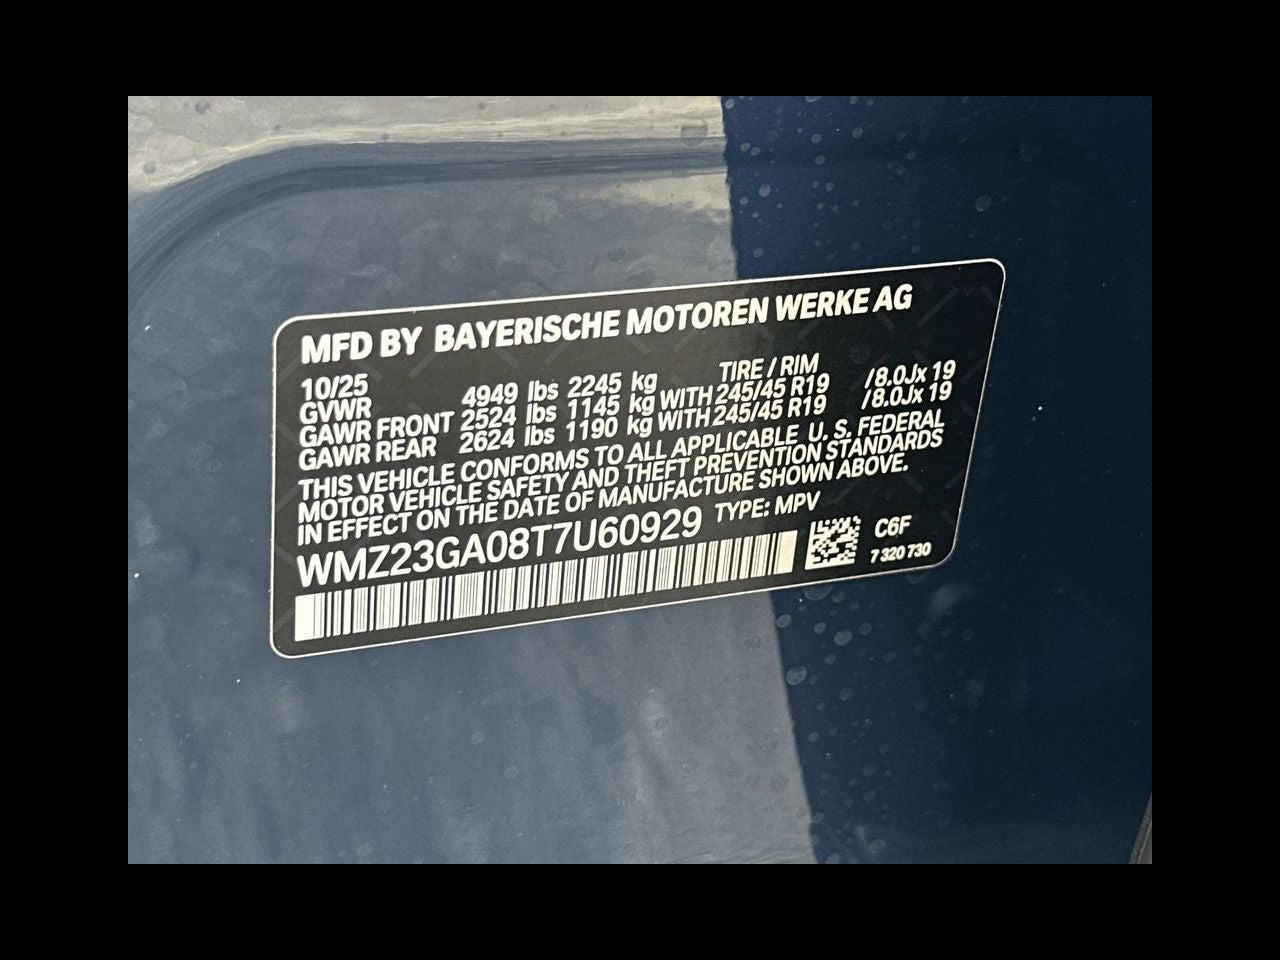 MFD BY BAYERISCHE MOTOREN WERKE AG
10/25 TIRE / RIM
GVWR 4949 lbs 2245 kg
GAWR FRONT 2524 lbs 1145 kg WITH 245/45 R19 /8.0Jx 19
GAWR REAR 2624 lbs 1190 kg WITH 245/45 R19 /8.0Jx 19
THIS VEHICLE CONFORMS TO ALL APPLICABLE U. S. FEDERAL
MOTOR VEHICLE SAFETY AND THEFT PREVENTION STANDARDS
IN EFFECT ON THE DATE OF MANUFACTURE SHOWN ABOVE.
WMZ23GA08T7U60929 TYPE: MPV
C6F
7 320 730